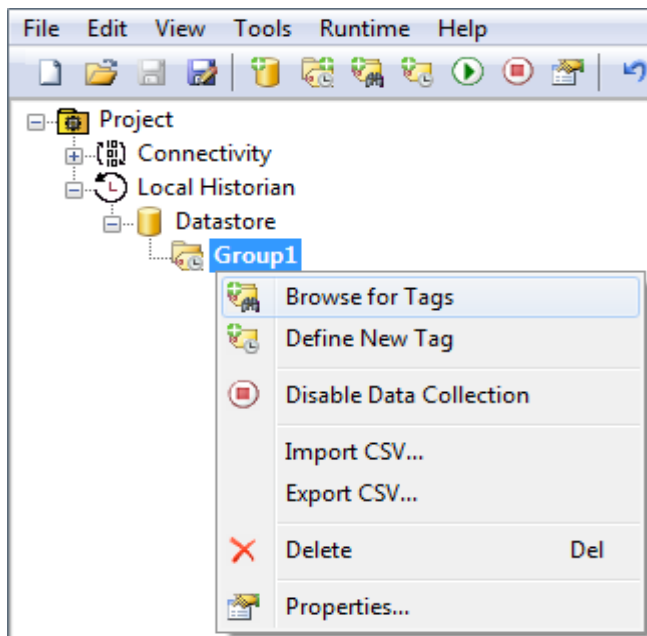 File Edit View Tools Runtime Help
Project
Connectivity
Local Historian
Datastore
Group1
Browse for Tags
Define New Tag
Disable Data Collection
Import CSV...
Export CSV...
Delete Del
Properties...